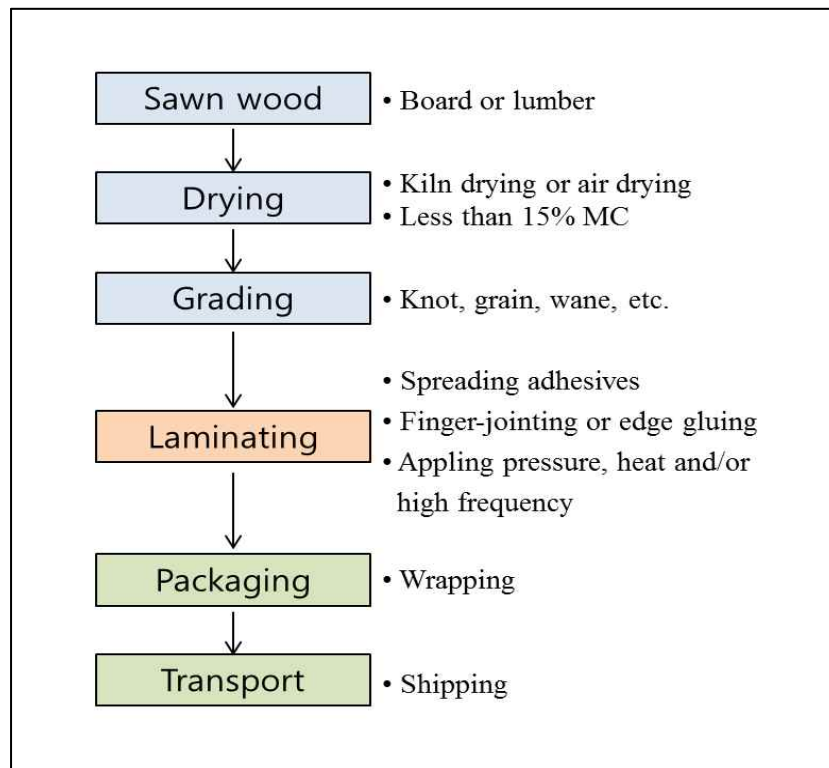 Sawn wood
• Board or lumber
Drying
• Kiln drying or air drying
• Less than 15% MC
Grading
• Knot, grain, wane, etc.
Laminating
• Spreading adhesives
• Finger-jointing or edge gluing
• Appling pressure, heat and/or
high frequency
Packaging
• Wrapping
Transport
• Shipping